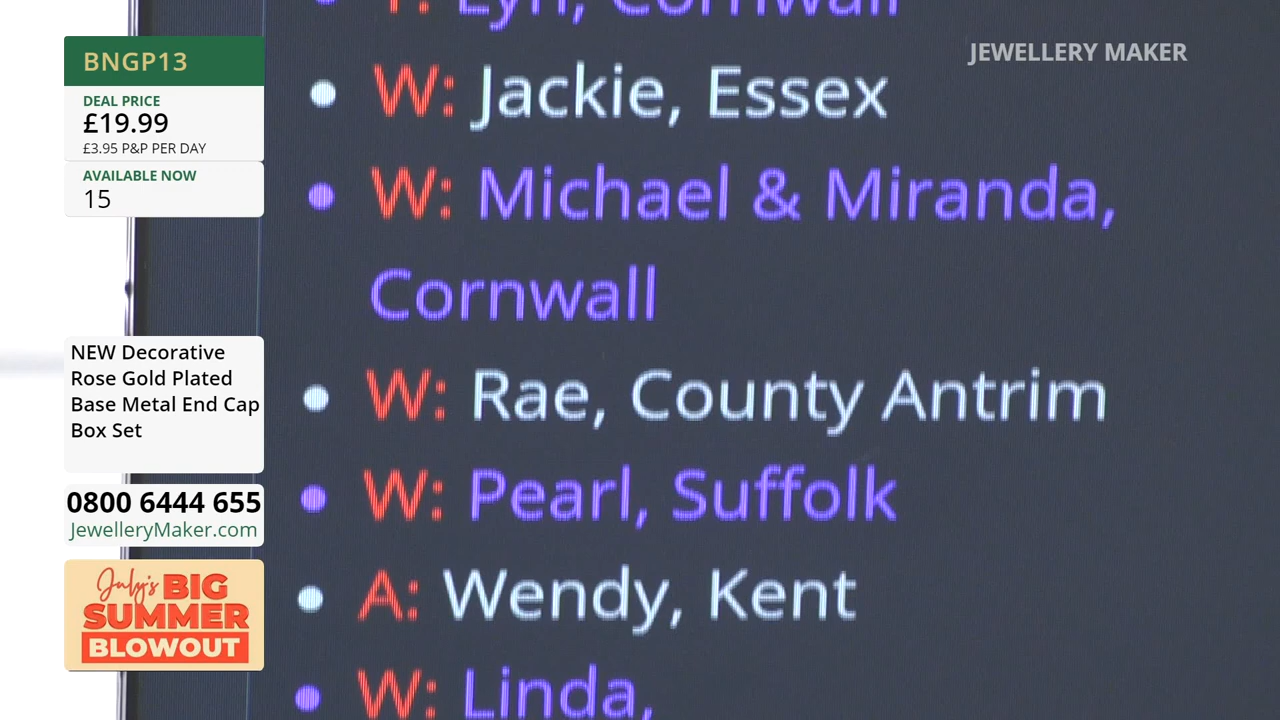 BNGP13
DEAL PRICE
£19.99
£3.95 P&P PER DAY
AVAILABLE NOW
15
NEW Decorative
Rose Gold Plated
Base Metal End Cap
Box Set
0800 6444 655
JewelleryMaker.com
July's BIG
SUMMER
BLOWOUT
JEWELLERY MAKER
Lyn, Cornwall
• W: Jackie, Essex
• W: Michael & Miranda,
Cornwall
• W: Rae, County Antrim
• W: Pearl, Suffolk
• A: Wendy, Kent
• W: Linda,